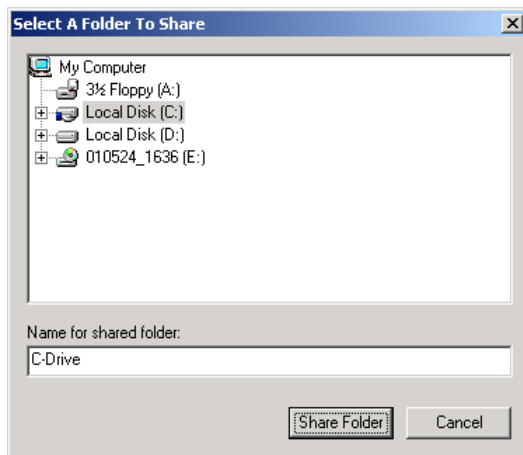 Select A Folder To Share
My Computer
3½ Floppy (A:)
Local Disk (C:)
Local Disk (D:)
010524_1636 (E:)
Name for shared folder:
C-Drive
Share Folder Cancel